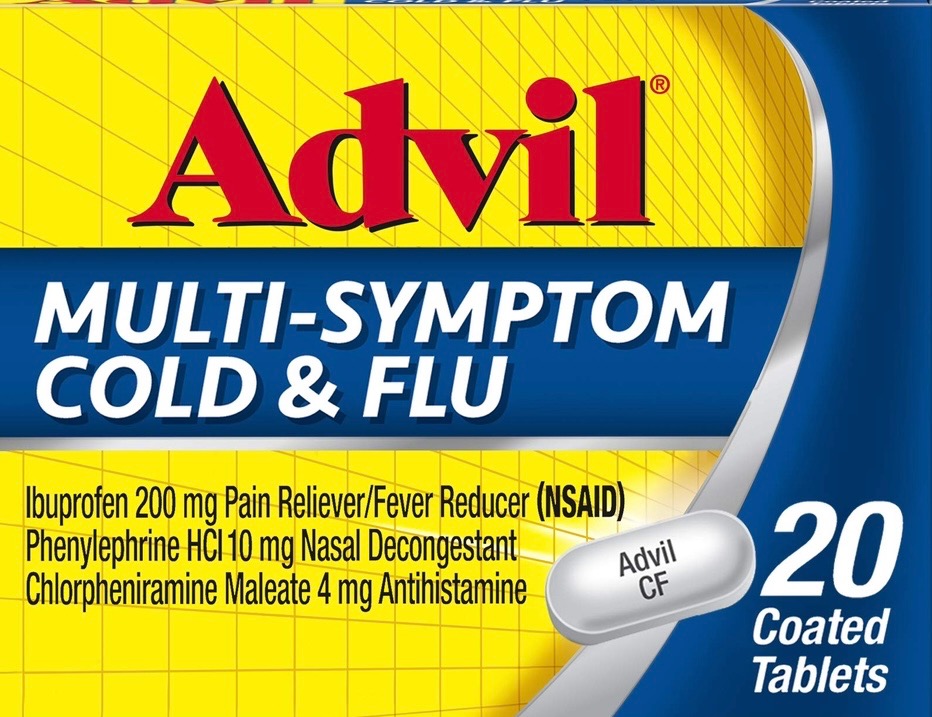 Advil®
MULTI-SYMPTOM
COLD & FLU
Ibuprofen 200 mg Pain Reliever/Fever Reducer (NSAID)
Phenylephrine HCl 10 mg Nasal Decongestant
Chlorpheniramine Maleate 4 mg Antihistamine
Advil
CF
20
Coated
Tablets